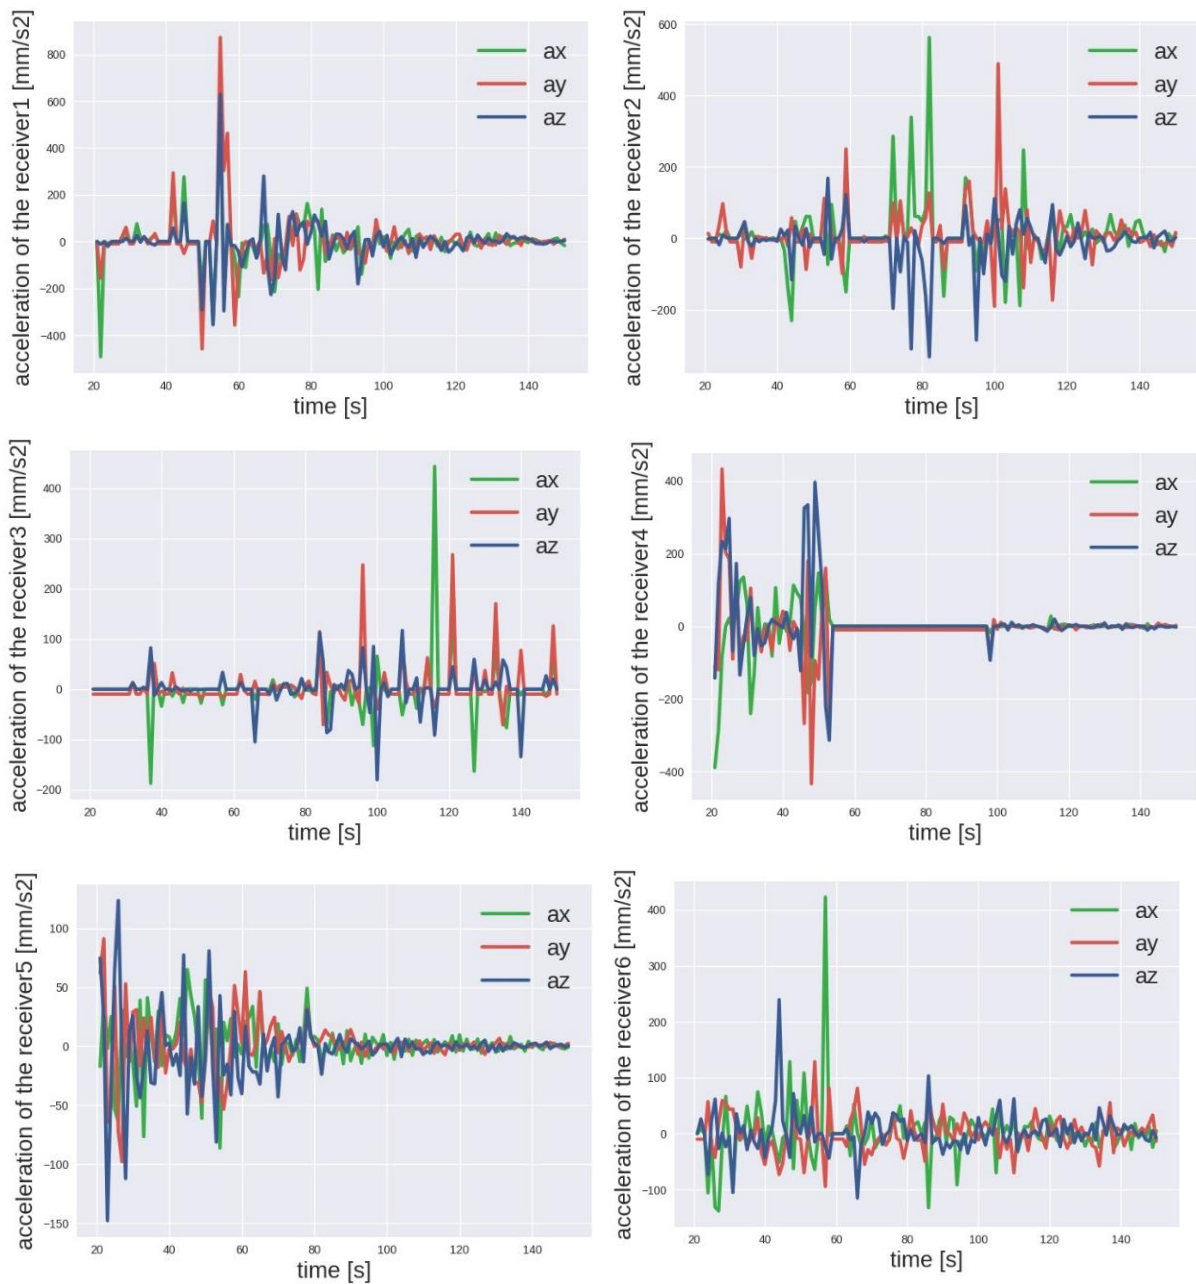 acceleration of the receiver1 [mm/s2]
800
600
400
200
0
−200
−400
ax
ay
az
20 40 60 80 100 120 140
time [s]
acceleration of the receiver2 [mm/s2]
600
400
200
0
−200
ax
ay
az
20 40 60 80 100 120 140
time [s]
acceleration of the receiver3 [mm/s2]
400
300
200
100
0
−100
−200
ax
ay
az
20 40 60 80 100 120 140
time [s]
acceleration of the receiver4 [mm/s2]
400
200
0
−200
−400
ax
ay
az
20 40 60 80 100 120 140
time [s]
acceleration of the receiver5 [mm/s2]
100
50
0
−50
−100
−150
ax
ay
az
20 40 60 80 100 120 140
time [s]
acceleration of the receiver6 [mm/s2]
400
300
200
100
0
−100
ax
ay
az
20 40 60 80 100 120 140
time [s]